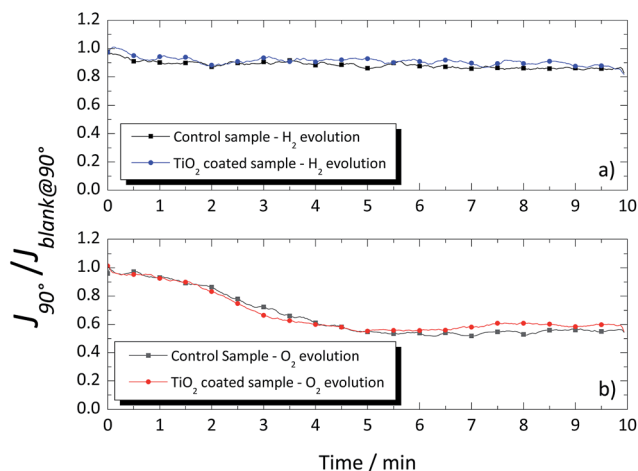 J90° /Jblank@90°
1.0
0.8
0.6
0.4
0.2
0.0
Control sample - H2 evolution
TiO2 coated sample - H2 evolution
a)
0 1 2 3 4 5 6 7 8 9 10
1.2
1.0
0.8
0.6
0.4
0.2
0.0
Control Sample - O2 evolution
TiO2 coated sample - O2 evolution
b)
0 1 2 3 4 5 6 7 8 9 10
Time / min